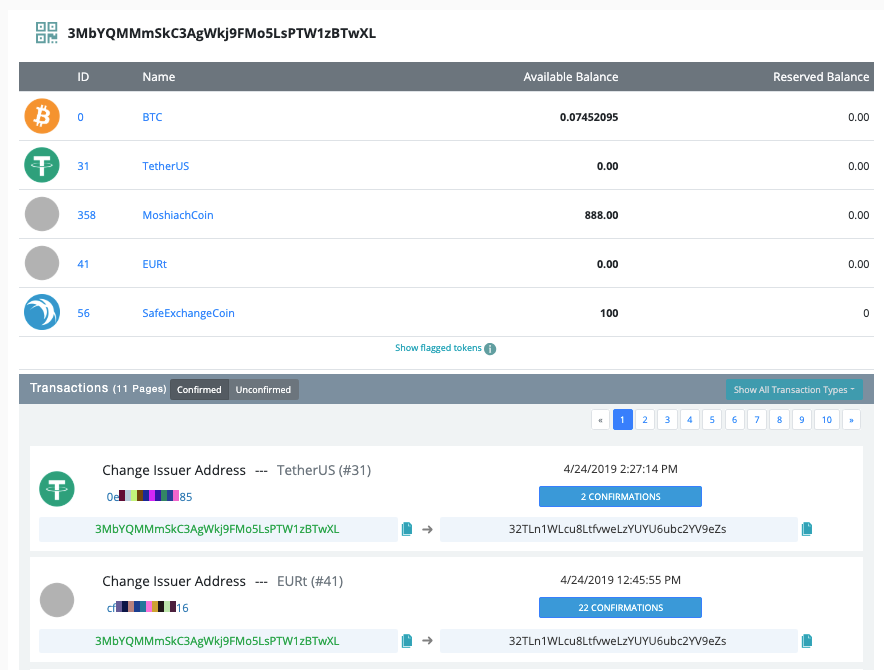 3MbYQMMmSkC3AgWkj9FMo5LsPTW1zBTwXL
ID Name Available Balance Reserved Balance
0 BTC 0.07452095 0.00
31 TetherUS 0.00 0.00
358 MoshiachCoin 888.00 0.00
41 EURt 0.00 0.00
56 SafeExchangeCoin 100 0
Show flagged tokens i
Transactions (11 Pages) Confirmed Unconfirmed Show All Transaction Types
« 1 2 3 4 5 6 7 8 9 10 »
Change Issuer Address --- TetherUS (#31) 4/24/2019 2:27:14 PM
0e 85 2 CONFIRMATIONS
3MbYQMMmSkC3AgWkj9FMo5LsPTW1zBTwXL → 32TLn1WLcu8LtfvweLzYUYU6ubc2YV9eZs
Change Issuer Address --- EURt (#41) 4/24/2019 12:45:55 PM
cf 16 22 CONFIRMATIONS
3MbYQMMmSkC3AgWkj9FMo5LsPTW1zBTwXL → 32TLn1WLcu8LtfvweLzYUYU6ubc2YV9eZs